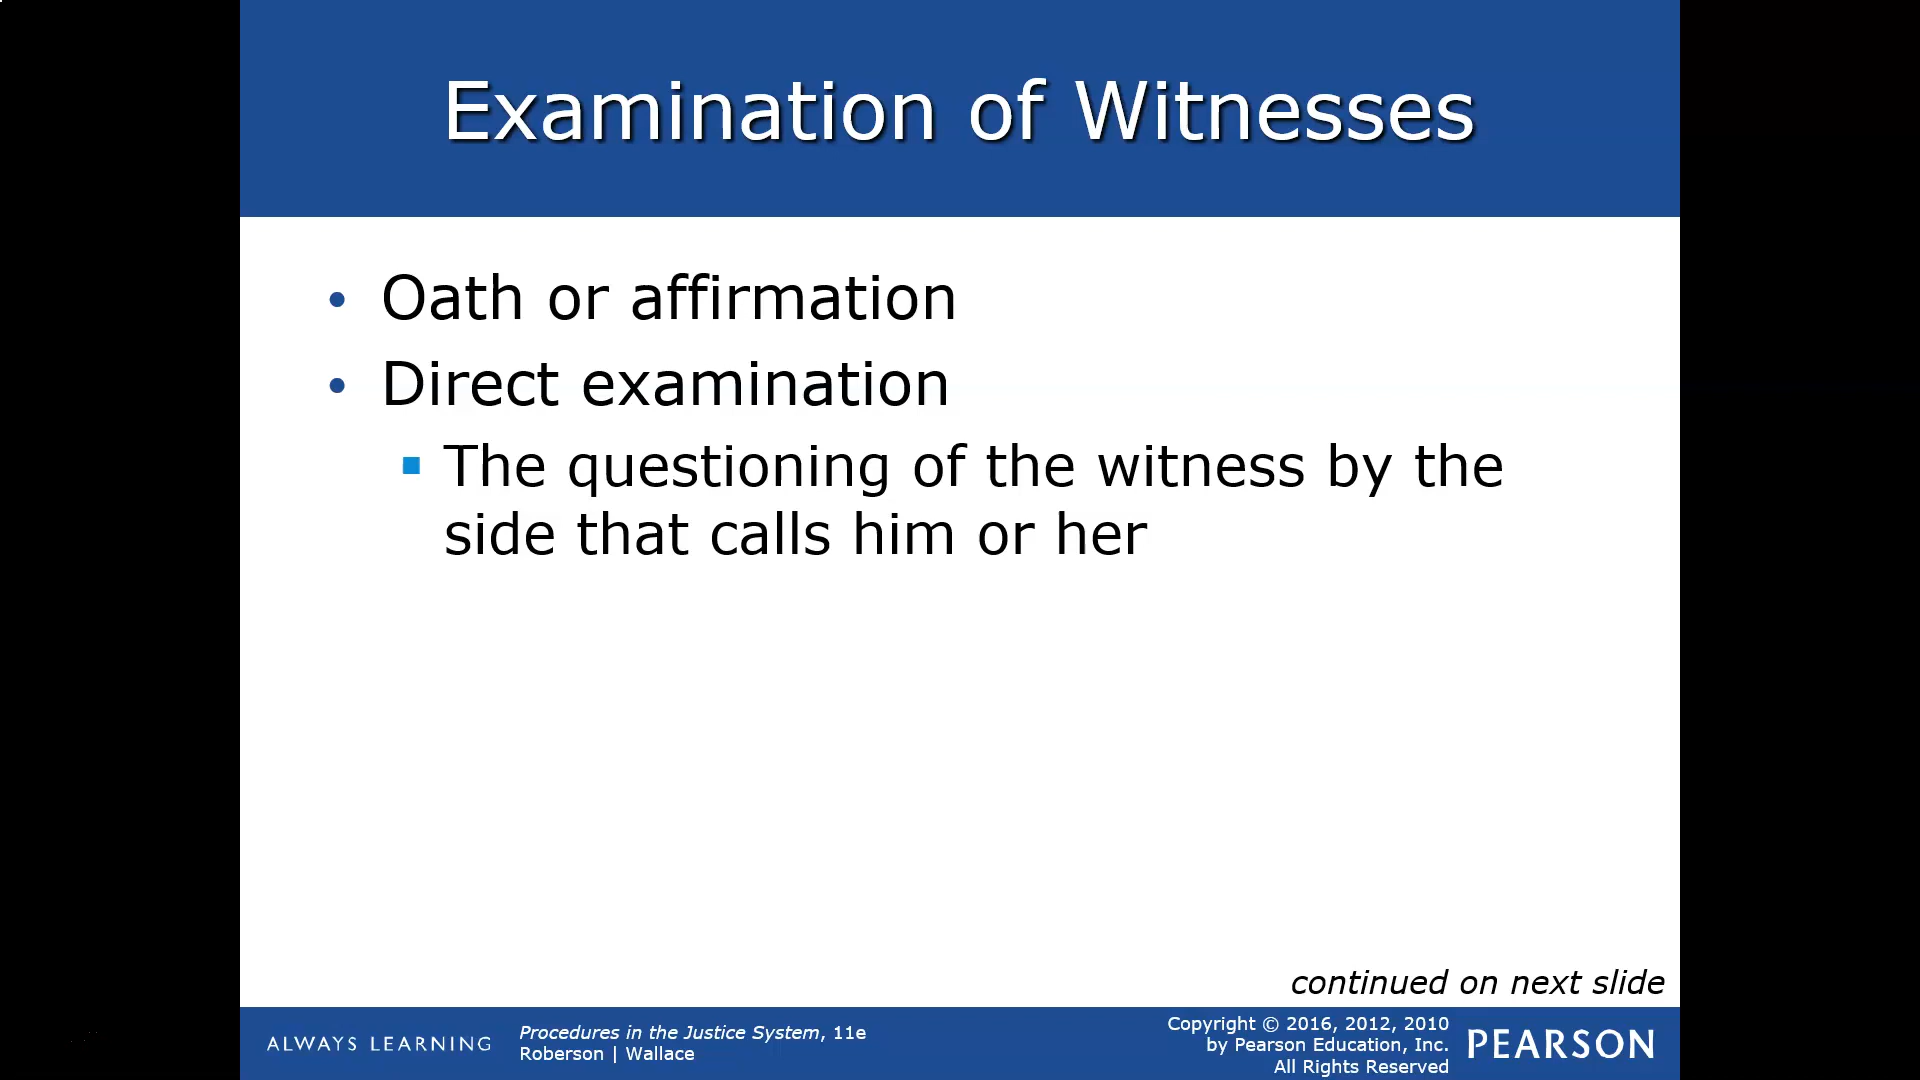 Examination of Witnesses
• Oath or affirmation
• Direct examination
▪ The questioning of the witness by the
side that calls him or her
continued on next slide
ALWAYS LEARNING
Procedures in the Justice System, 11e
Roberson | Wallace
Copyright © 2016, 2012, 2010
by Pearson Education, Inc.
All Rights Reserved
PEARSON